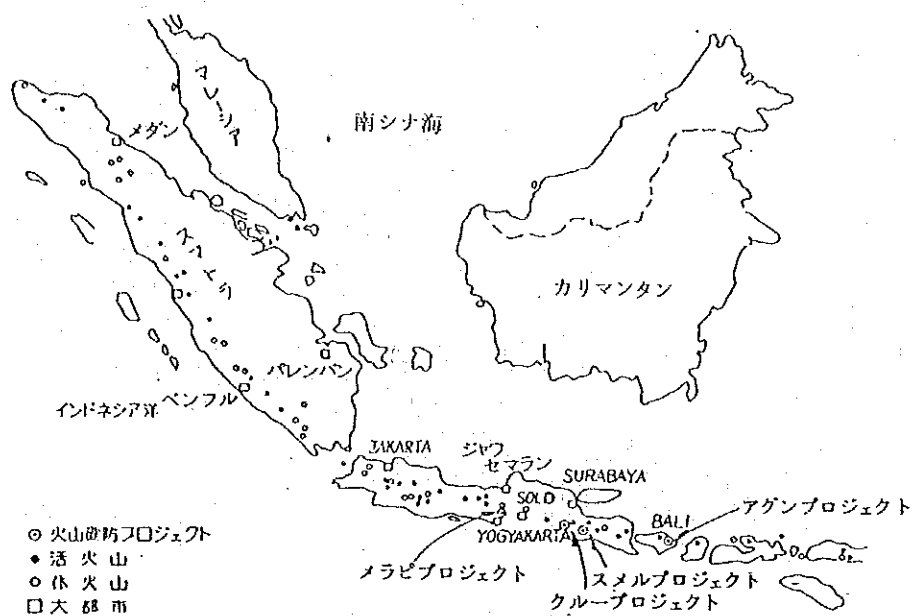 マレーシア
南シナ海
メダン
スマトラ
カリマンタン
パレンバン
インドネシア洋
ベンフル
JAKARTA
ジャワ
セマラン
SURABAYA
SOLO
BALI
アグンプロジェクト
YOGYAKARTA
メラピプロジェクト
スメルプロジェクト
クループロジェクト
火山砂防プロジェクト
活火山
休火山
大都市